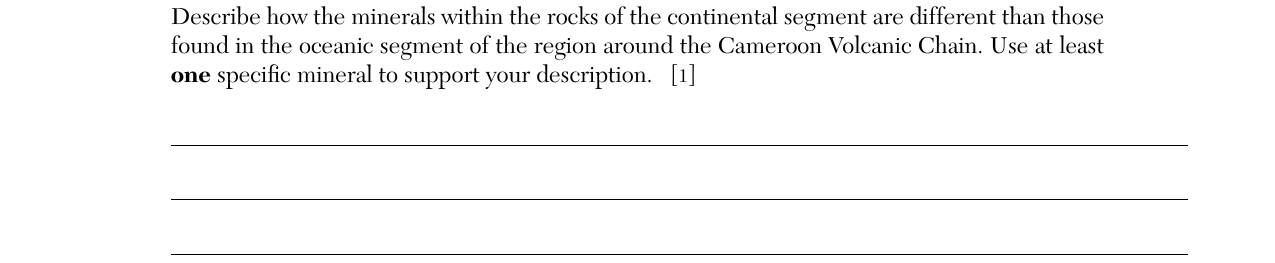 Describe how the minerals within the rocks of the continental segment are different than those
found in the oceanic segment of the region around the Cameroon Volcanic Chain. Use at least
one specific mineral to support your description. [1]